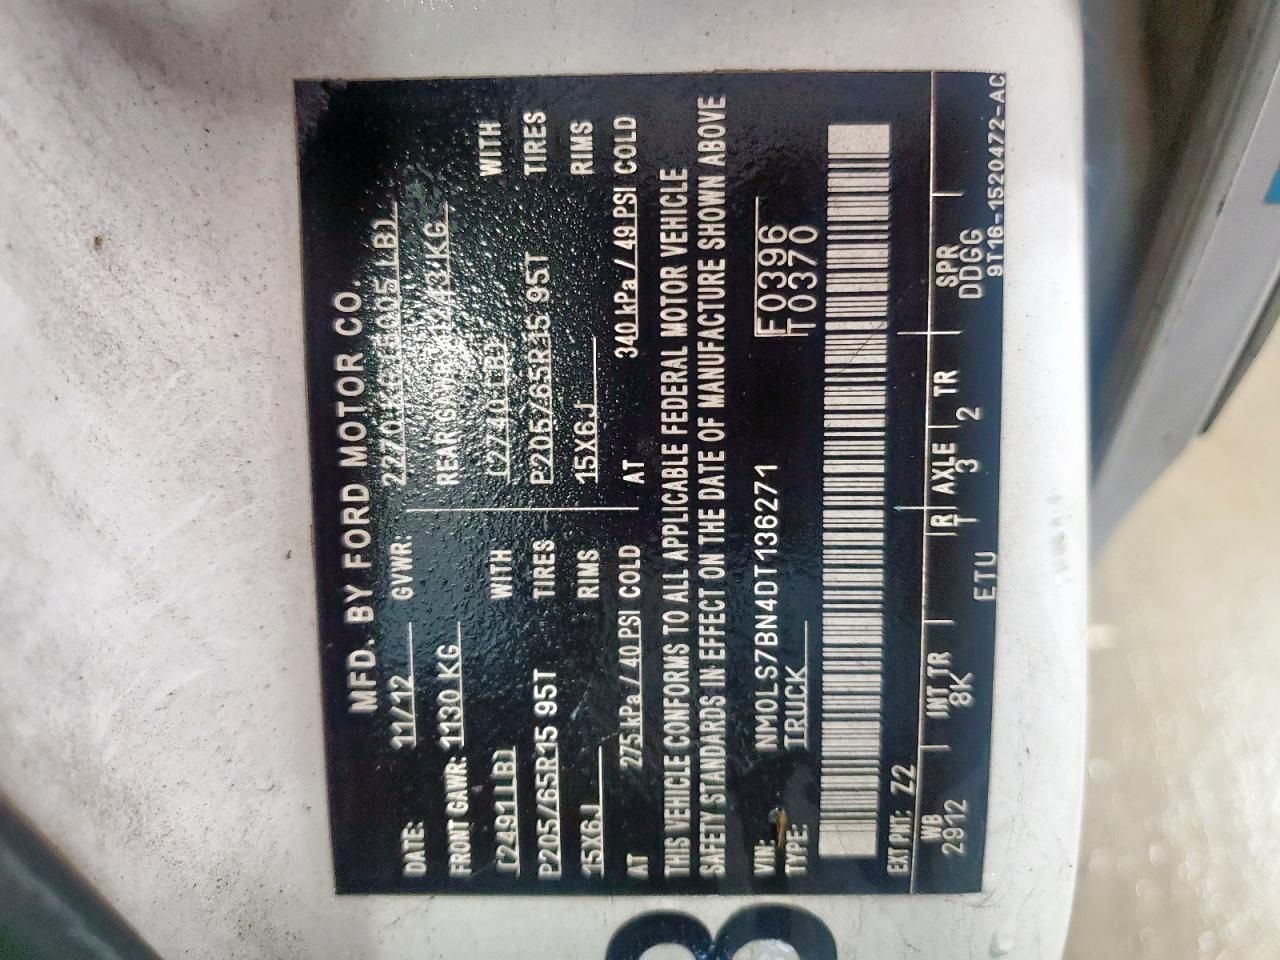 MFD. BY FORD MOTOR CO.
DATE: 11/12 GVWR: 2270 KG (5005 LB)
FRONT GAWR: 1130 KG REAR GAWR: 1243 KG
(2491 LB) WITH (2740 LB) WITH
P205/65R15 95T TIRES P205/65R15 95T TIRES
15X6J RIMS 15X6J RIMS
AT 275 kPa / 40 PSI COLD AT 340 kPa / 49 PSI COLD
THIS VEHICLE CONFORMS TO ALL APPLICABLE FEDERAL MOTOR VEHICLE
SAFETY STANDARDS IN EFFECT ON THE DATE OF MANUFACTURE SHOWN ABOVE
VIN: NM0LS7BN4DT136271 F0396
TYPE: TRUCK T0370
EXT PNT: Z2
WB INT TR R AXLE TR SPR
2912 8K T 3 2 DDGG
ETU 9T16-1520472-AC
8